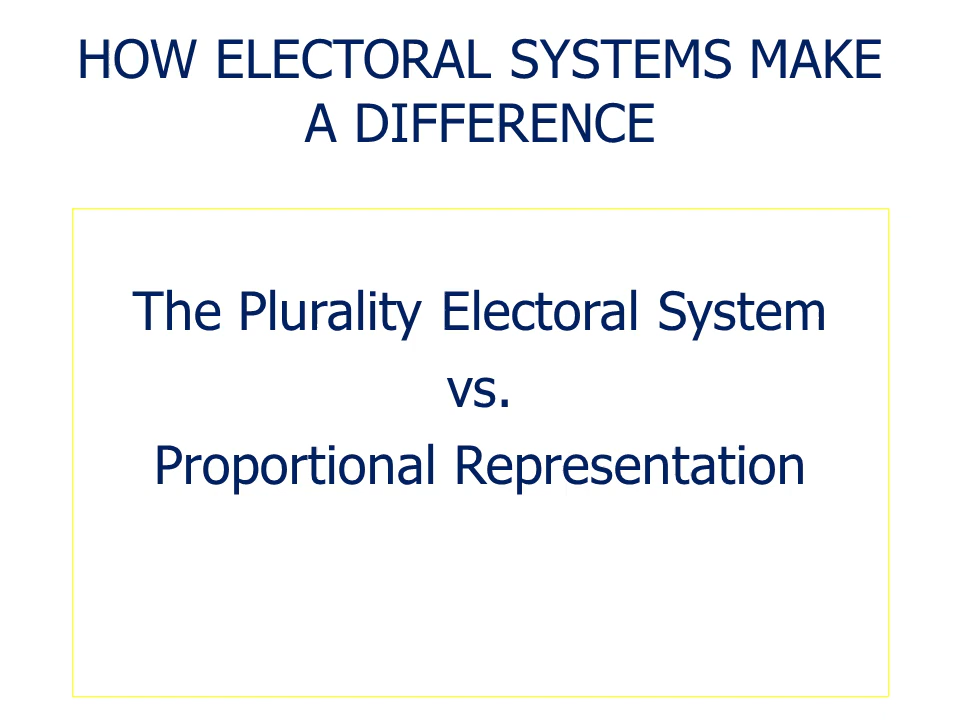 HOW ELECTORAL SYSTEMS MAKE
A DIFFERENCE
The Plurality Electoral System
vs.
Proportional Representation